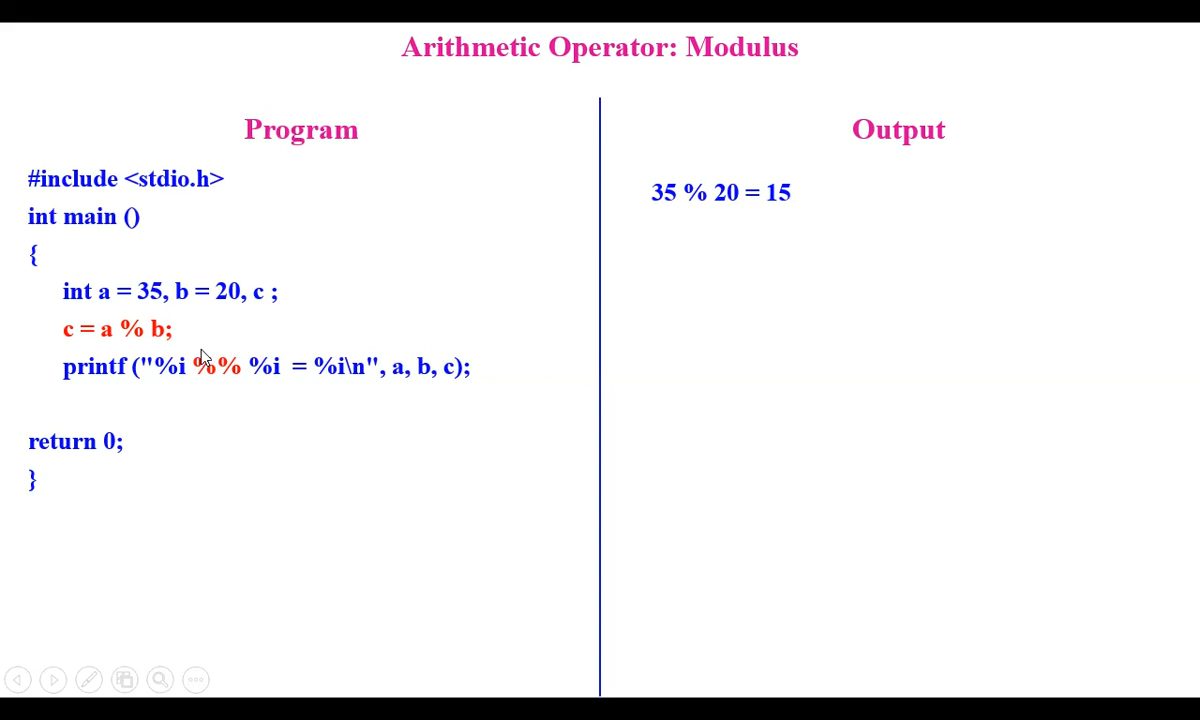 Arithmetic Operator: Modulus
Program
#include <stdio.h>
int main ()
{
int a = 35, b = 20, c ;
c = a % b;
printf ("%i %% %i  = %i\n", a, b, c);
return 0;
}
Output
35 % 20 = 15